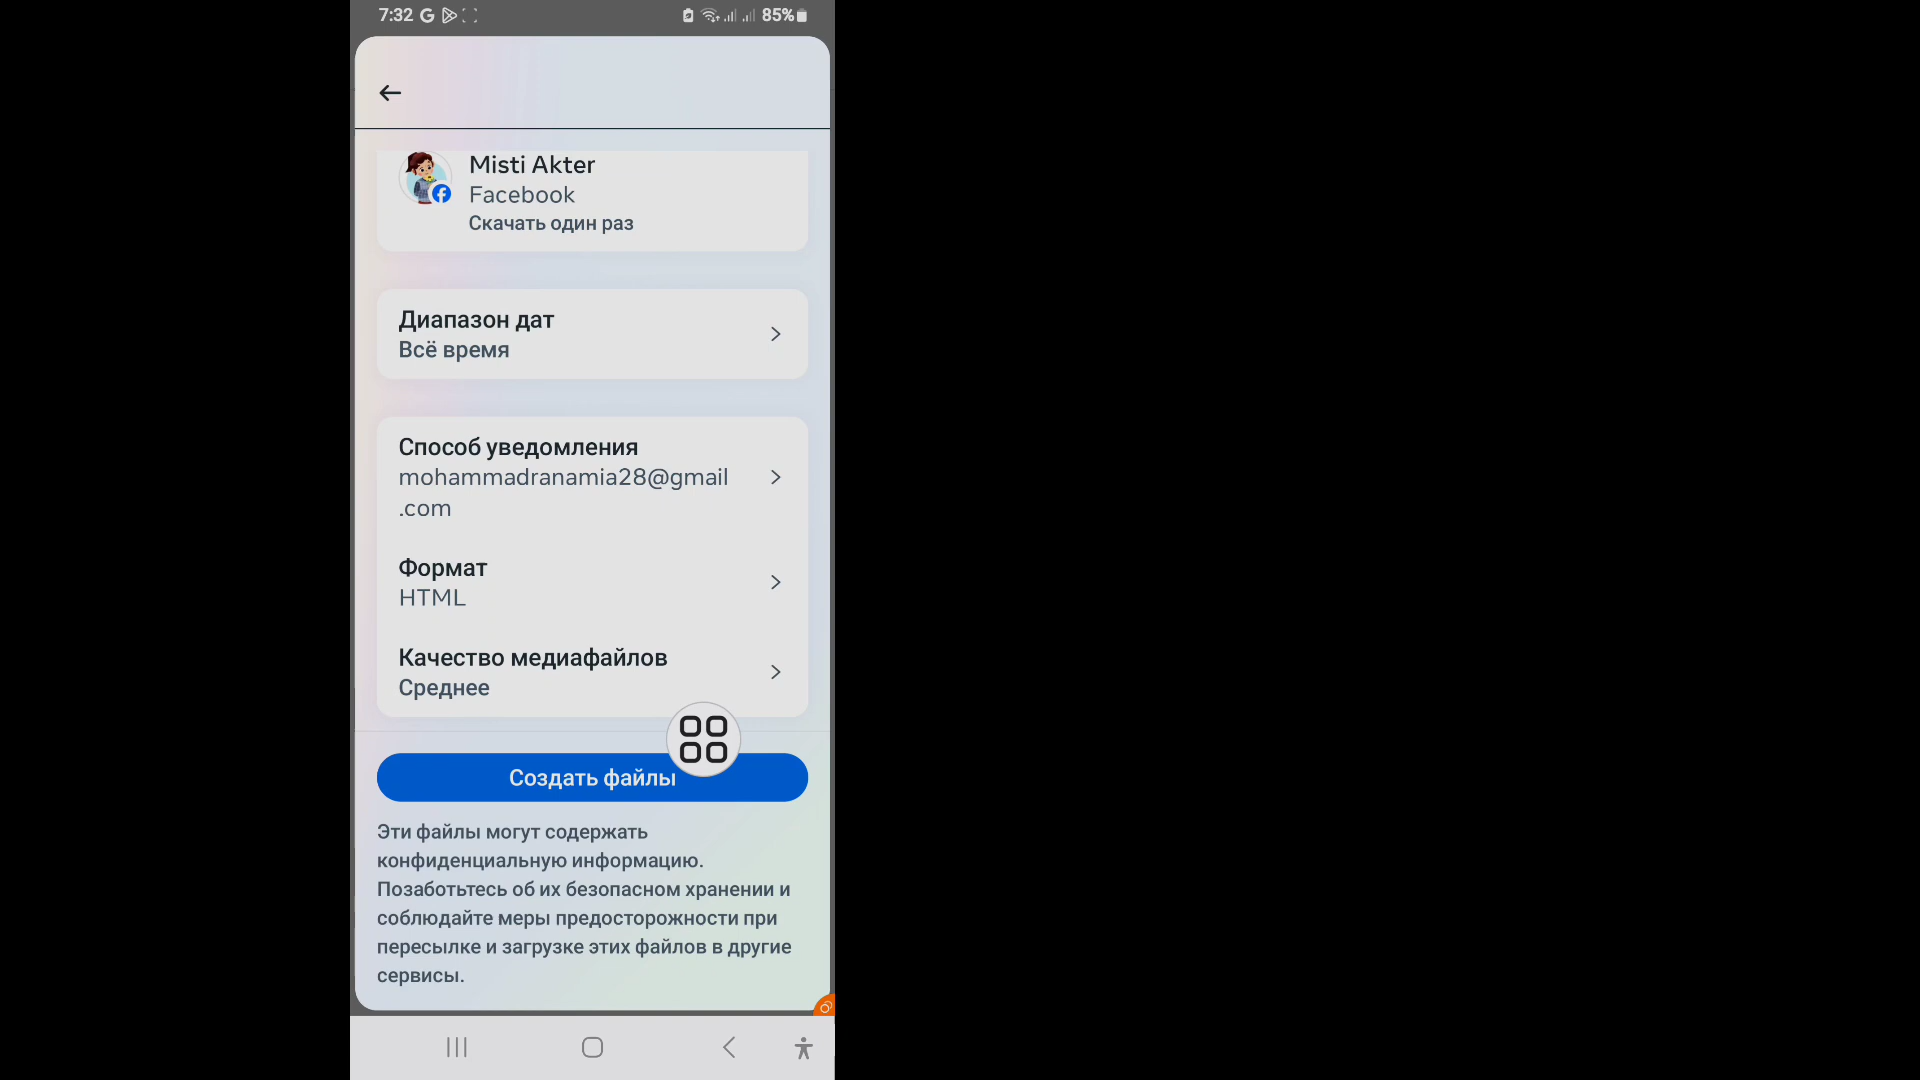 7:32
85%
Misti Akter
Facebook
Скачать один раз
Диапазон дат
Всё время
Способ уведомления
mohammadranamia28@gmail
.com
Формат
HTML
Качество медиафайлов
Среднее
Создать файлы
Эти файлы могут содержать
конфиденциальную информацию.
Позаботьтесь об их безопасном хранении и
соблюдайте меры предосторожности при
пересылке и загрузке этих файлов в другие
сервисы.